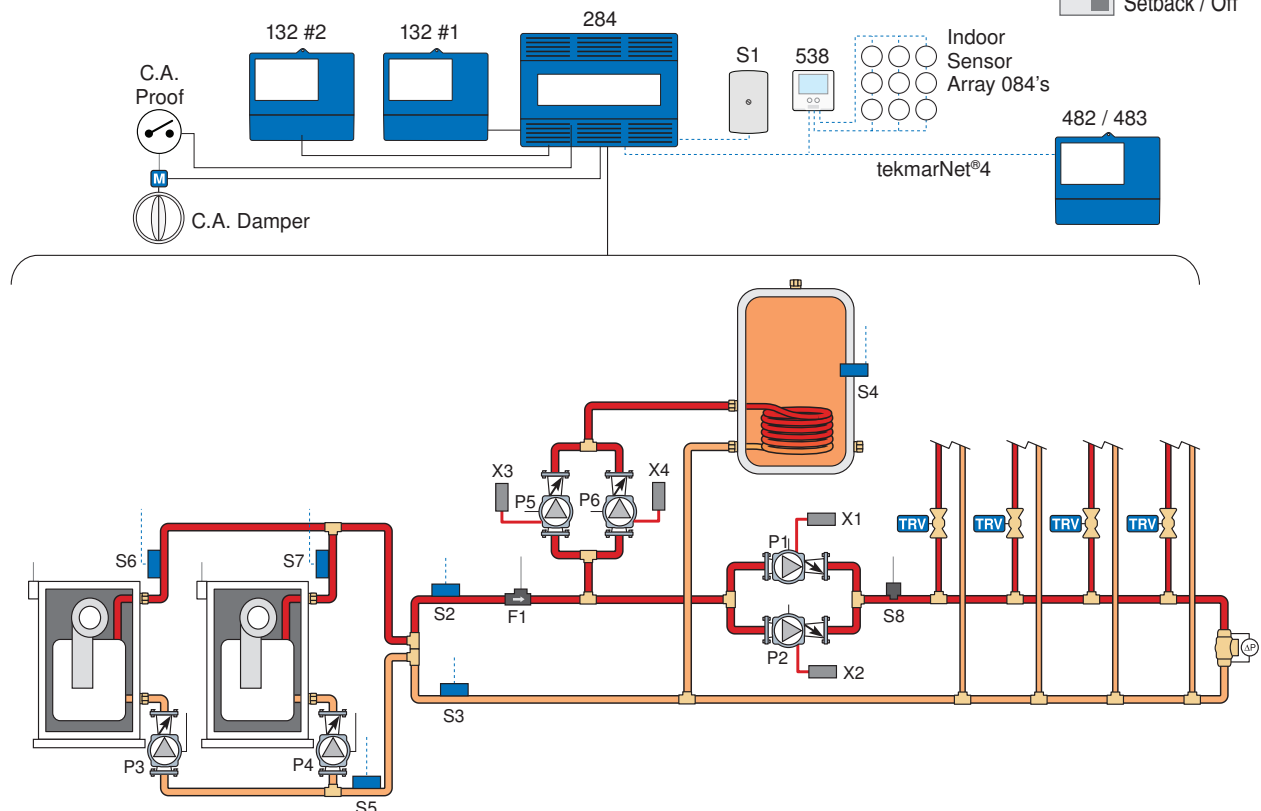 Setback / Off
132 #2
132 #1
284
C.A.
Proof
M
C.A. Damper
S1
538
Indoor
Sensor
Array 084's
482 / 483
tekmarNet®4
S4
X3
P5
P6
X4
X1
P1
P2
X2
TRV
TRV
TRV
TRV
S6
S7
S2
F1
S8
ΔP
S3
P3
P4
S5